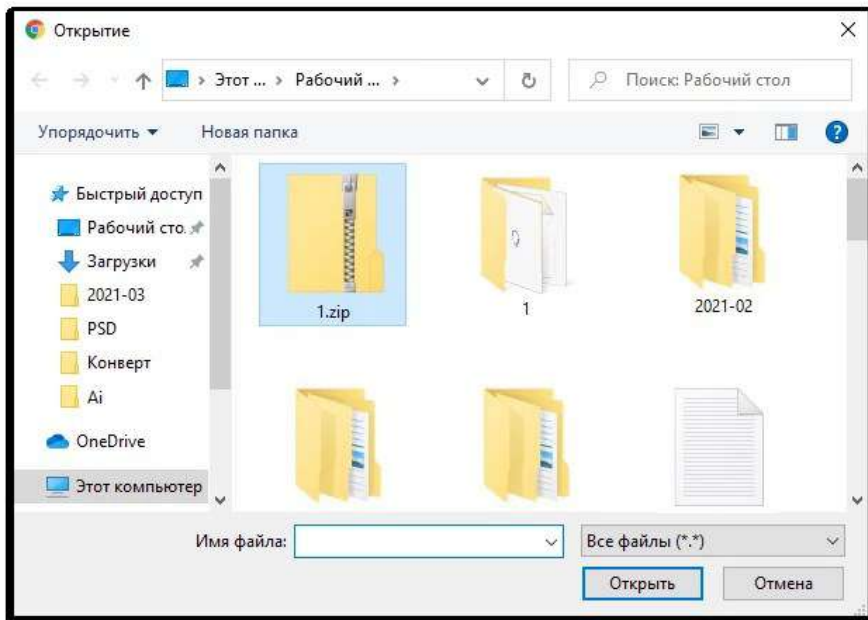 Открытие
Этот ... › Рабочий ... ›
Поиск: Рабочий стол
Упорядочить
Новая папка
?
Быстрый доступ
Рабочий сто.
Загрузки
2021-03
PSD
Конверт
Ai
OneDrive
Этот компьютер
1.zip
1
2021-02
Имя файла:
Все файлы (*.*)
Открыть
Отмена